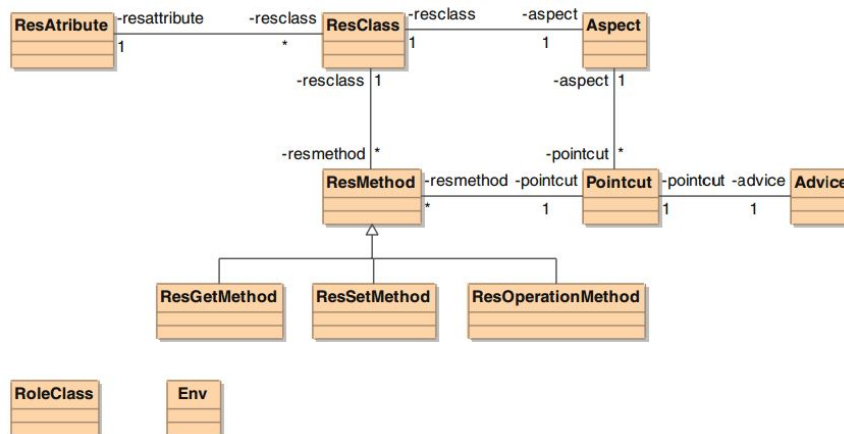 -resattribute -resclass -resclass -aspect
ResAtribute ResClass Aspect
1 * 1 1
-resclass 1 -aspect 1
-resmethod * -pointcut *
ResMethod -resmethod -pointcut Pointcut -pointcut -advice Advice
* 1 1 1
ResGetMethod ResSetMethod ResOperationMethod
RoleClass Env